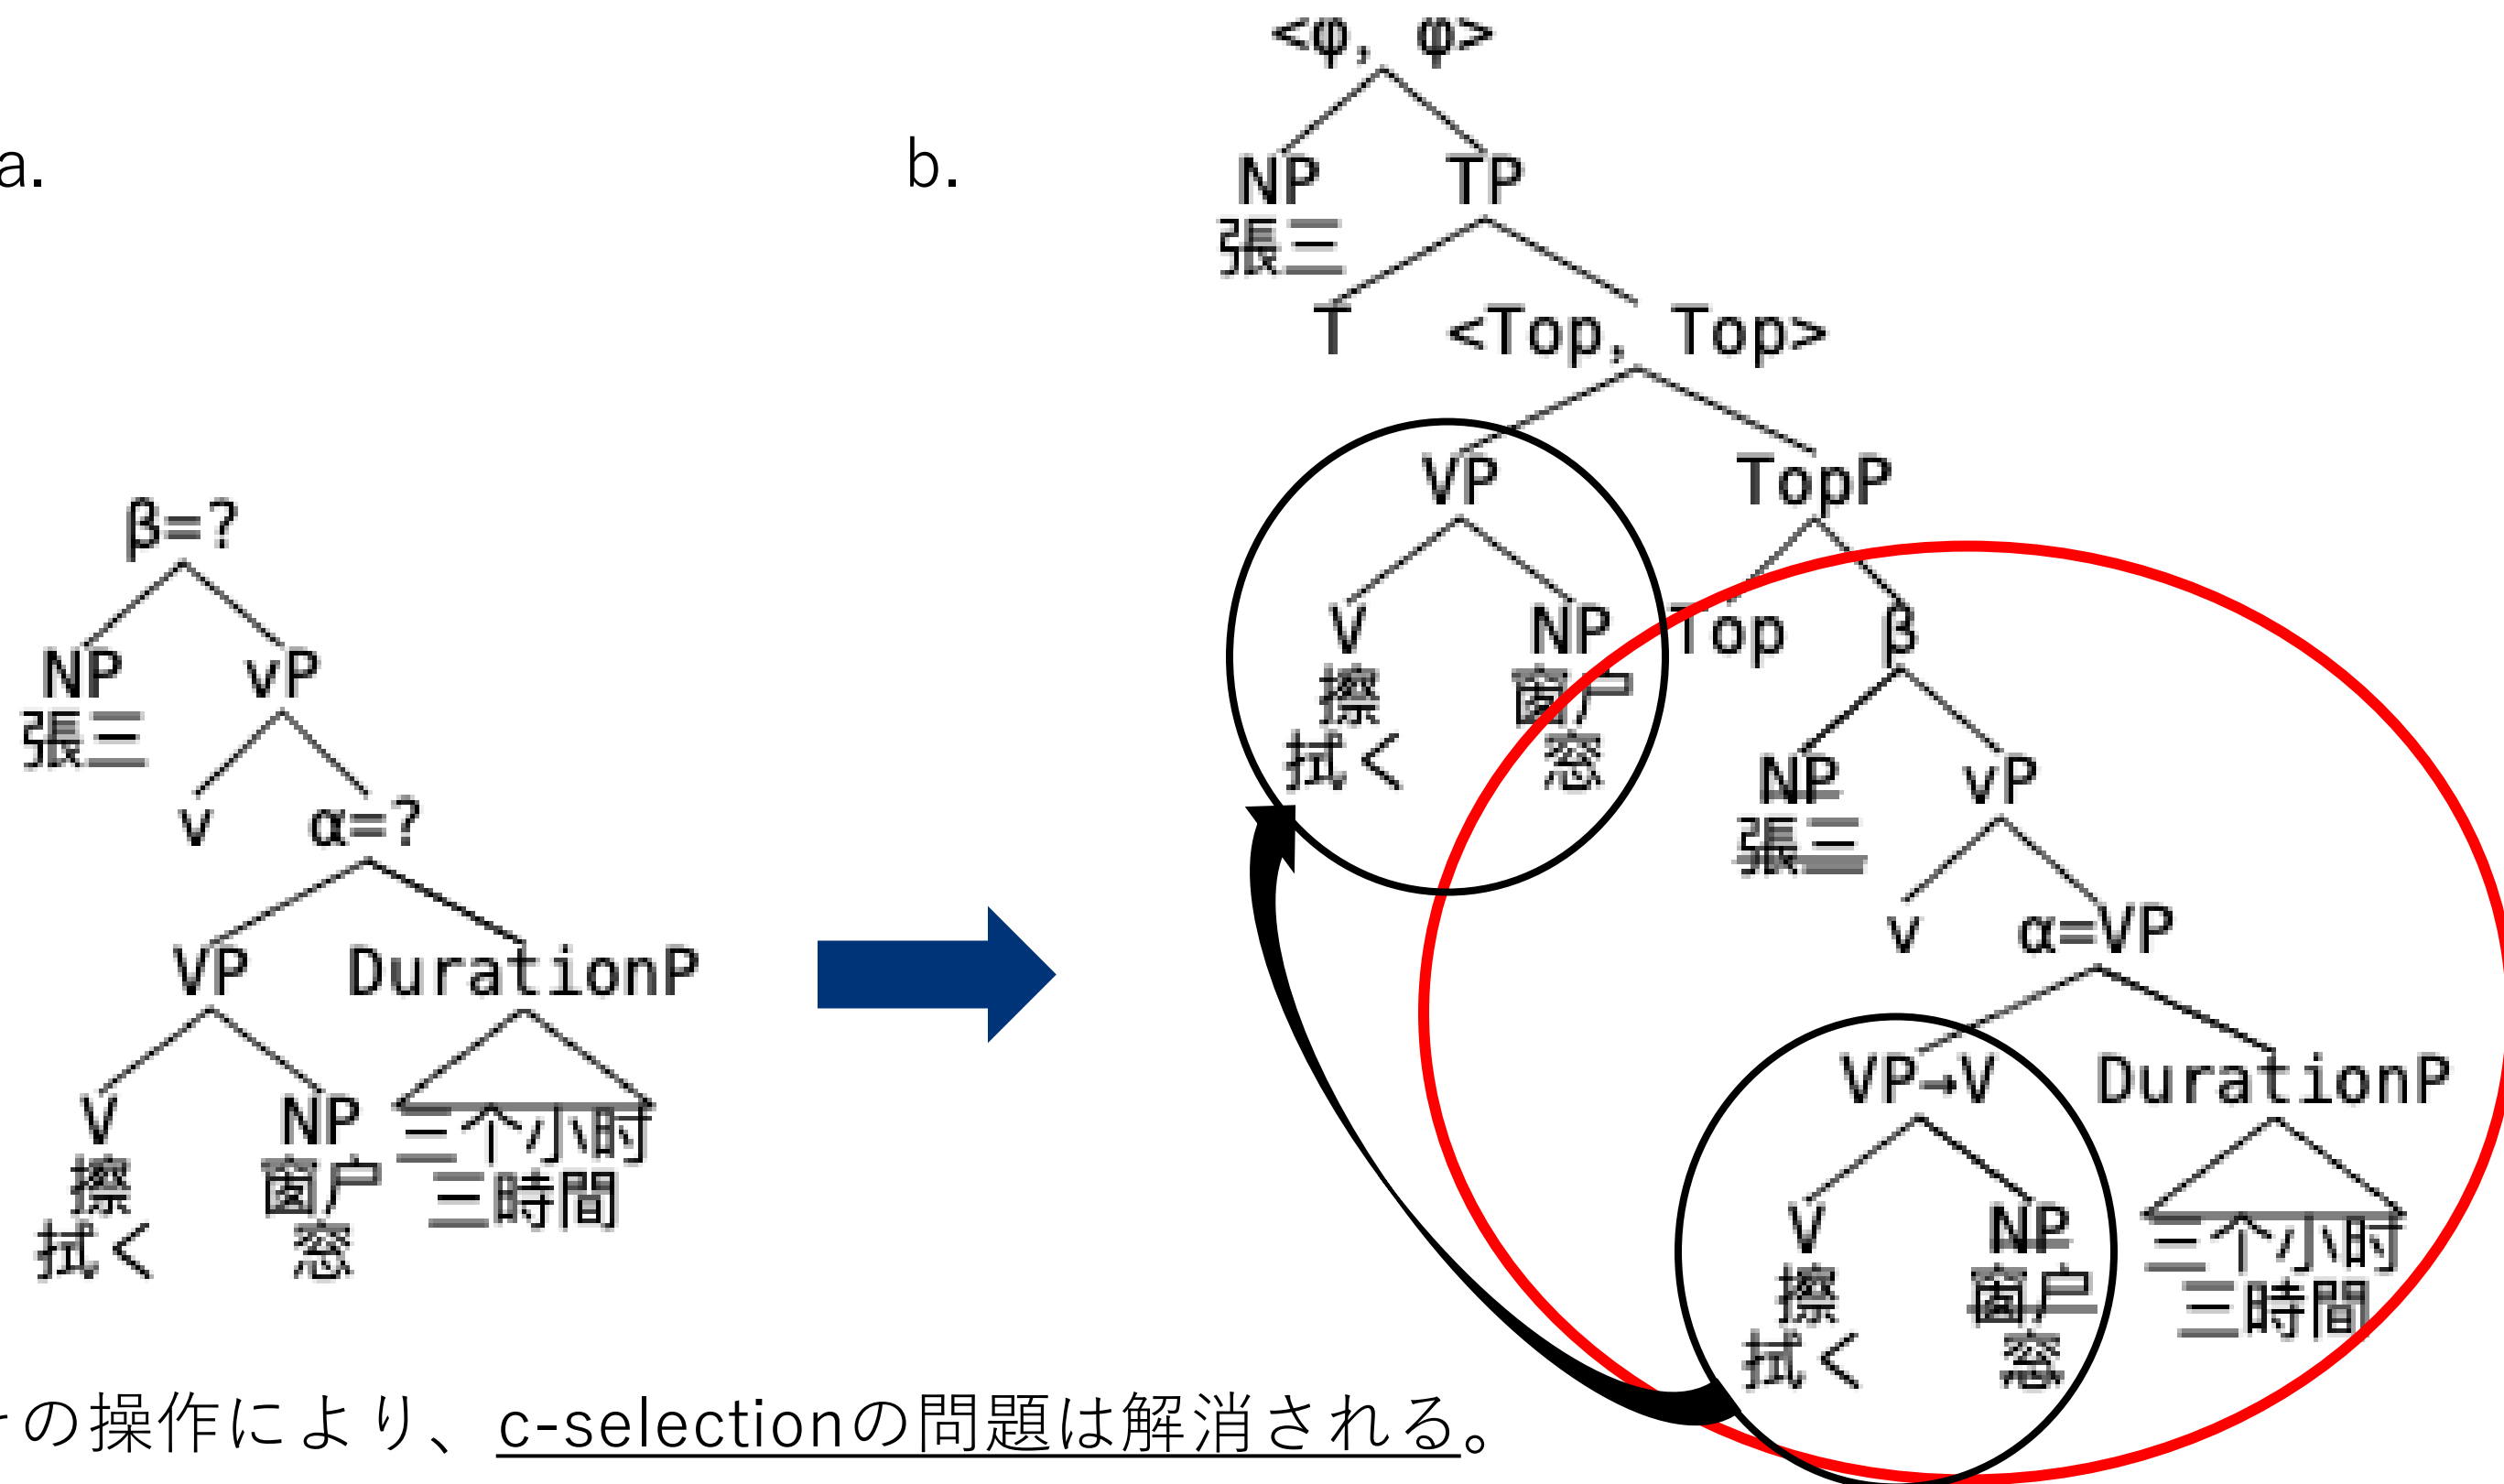 a.
β=?
NP vP
張三
v α=?
VP DurationP
V NP 三个小时
擦 窗户 三時間
拭く 窓
b.
<φ, φ>
NP TP
張三
T <Top, Top>
VP TopP
V NP Top β
擦 窗户
拭く 窓
NP vP
張三
v α=VP
VP→V DurationP
V NP 三个小时
擦 窗户 三時間
拭く 窓
の操作により、c-selectionの問題は解消される。